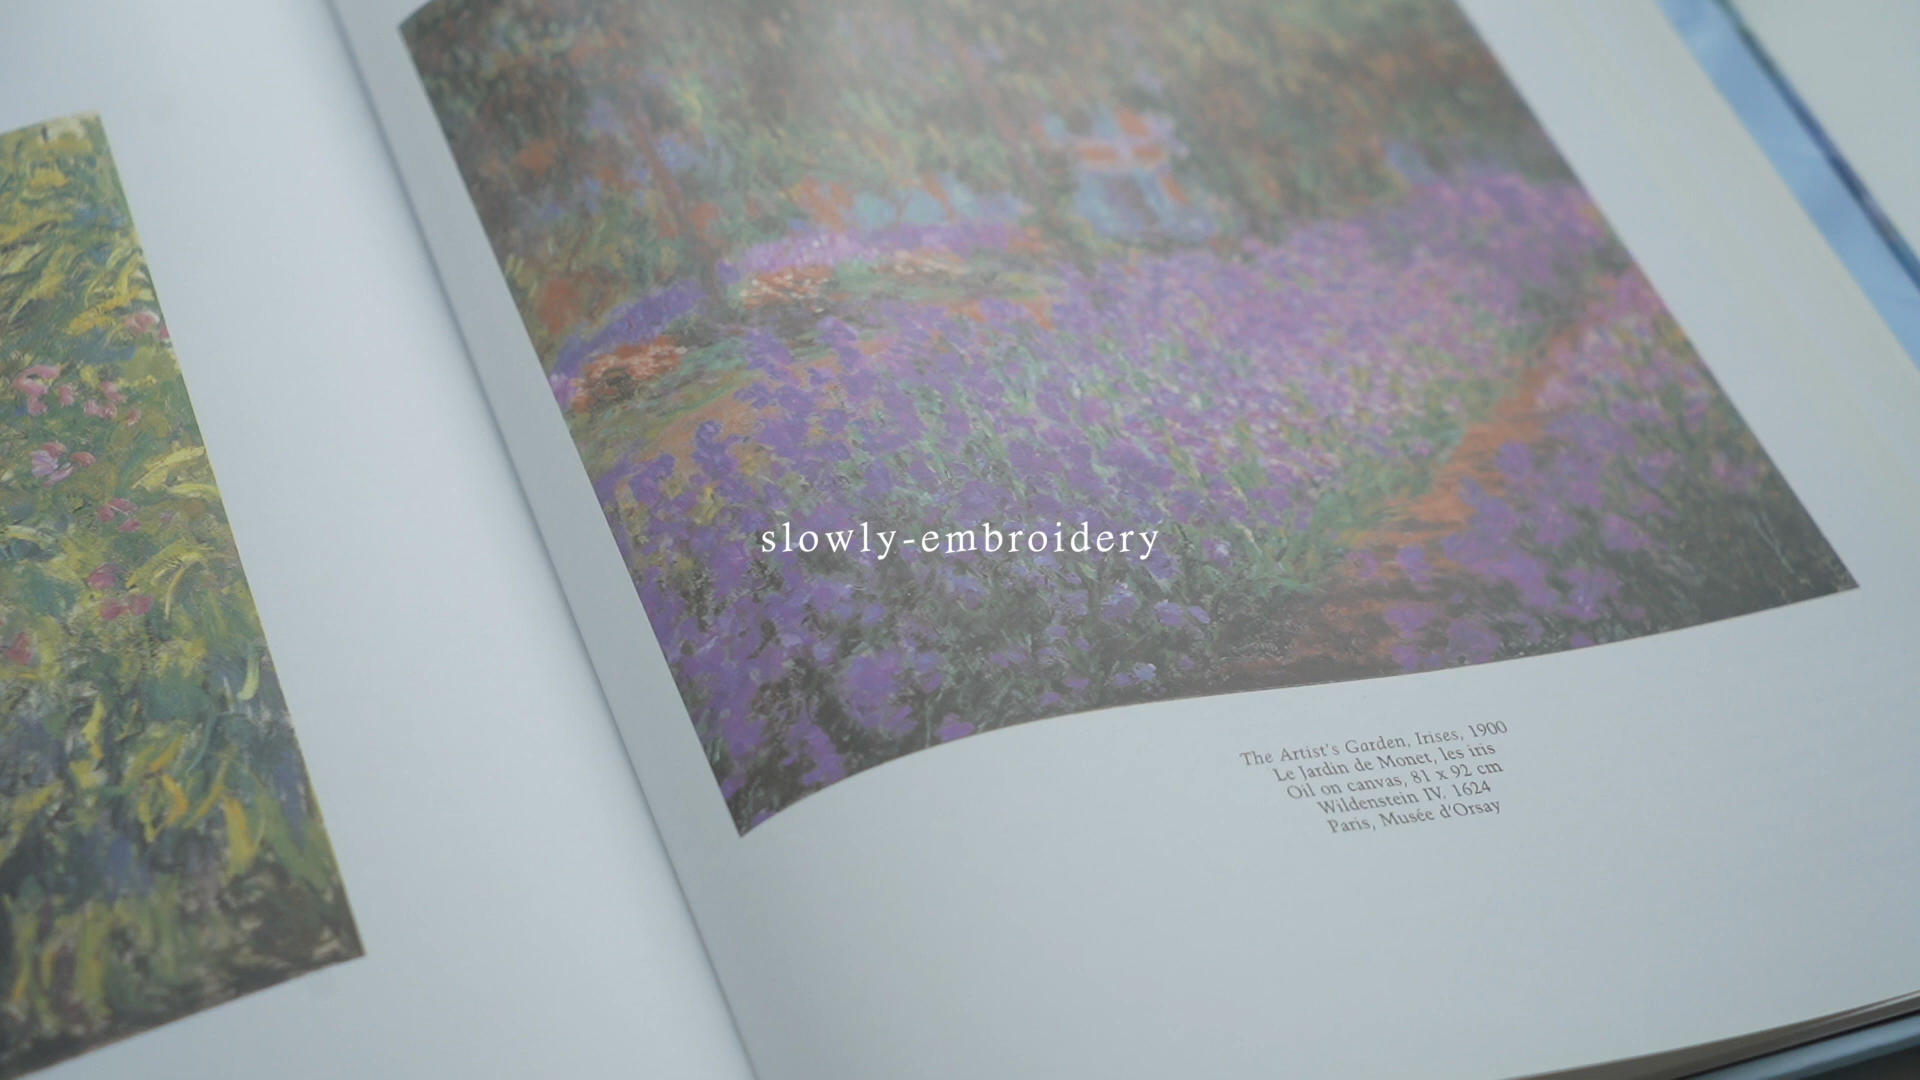 slowly-embroidery
The Artist's Garden, Irises, 1900
Le Jardin de Monet, les iris
Oil on canvas, 81 x 92 cm
Wildenstein IV. 1624
Paris, Musée d'Orsay